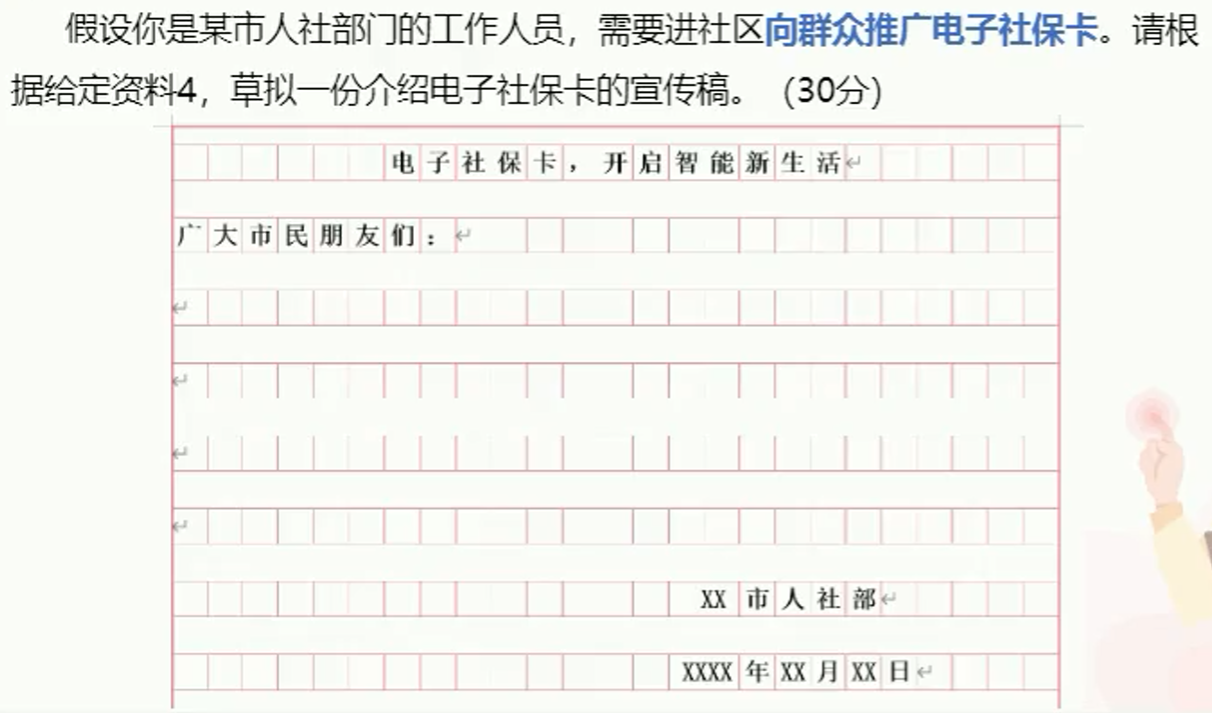 假设你是某市人社部门的工作人员，需要进社区向群众推广电子社保卡。请根
据给定资料4，草拟一份介绍电子社保卡的宣传稿。（30分）
电子社保卡，开启智能新生活
广大市民朋友们：
XX市人社部
XXXX年XX月XX日